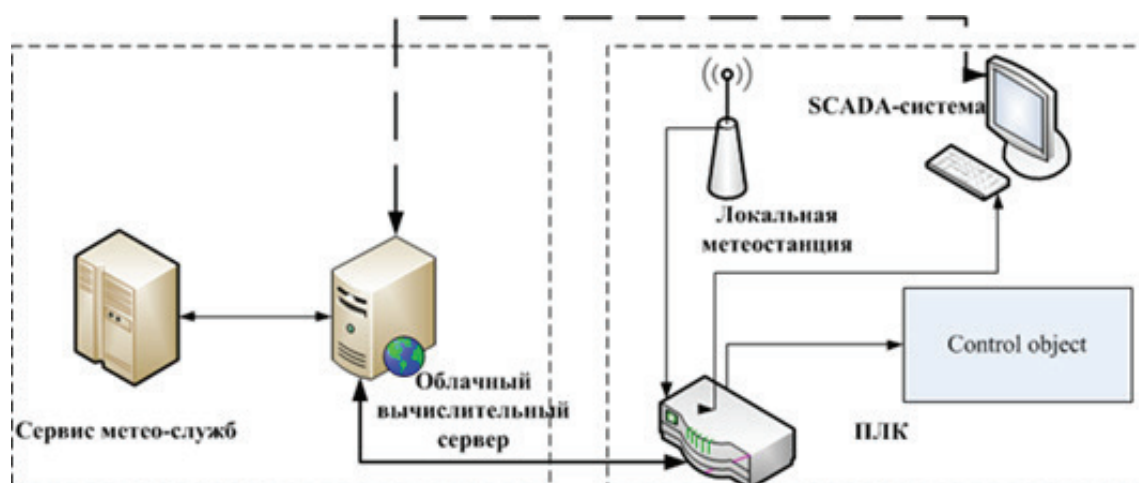 SCADA-система
Локальная
метеостанция
Control object
Облачный
вычислительный
сервер
Сервис метео-служб
ПЛК